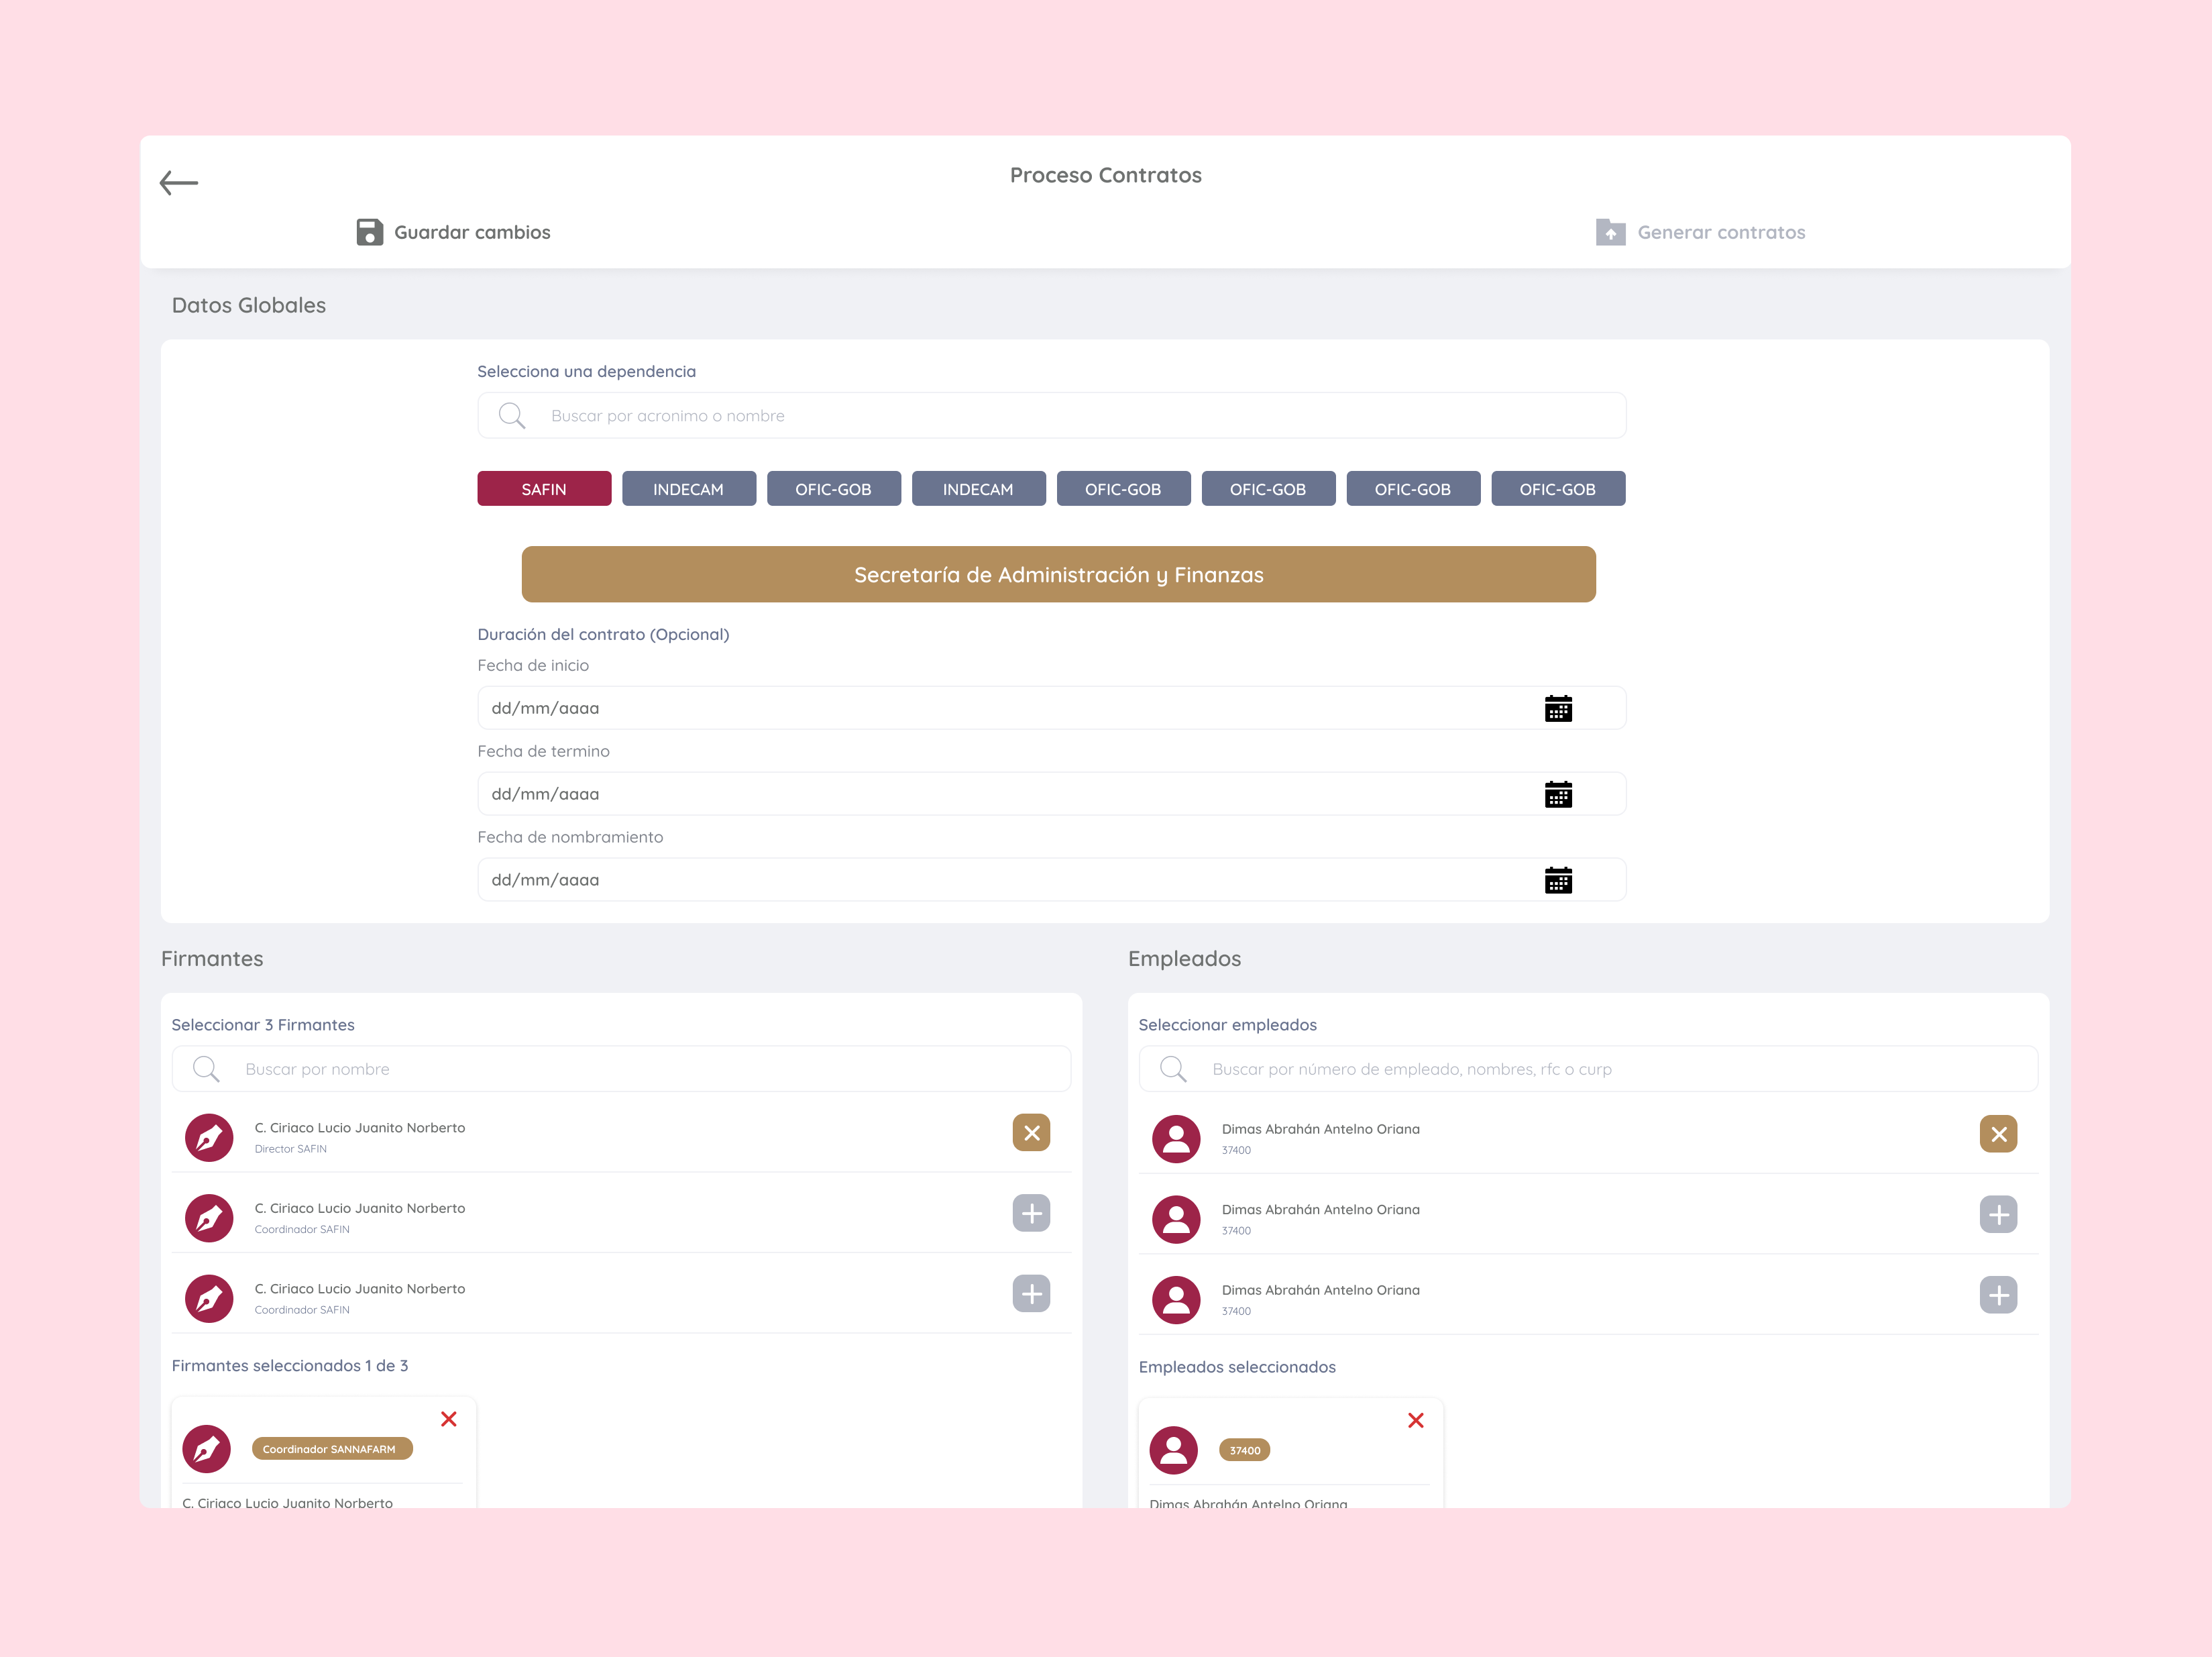 Proceso Contratos
Guardar cambios
Generar contratos
Datos Globales
Selecciona una dependencia
Buscar por acronimo o nombre
SAFIN INDECAM OFIC-GOB INDECAM OFIC-GOB OFIC-GOB OFIC-GOB OFIC-GOB
Secretaría de Administración y Finanzas
Duración del contrato (Opcional)
Fecha de inicio
dd/mm/aaaa
Fecha de termino
dd/mm/aaaa
Fecha de nombramiento
dd/mm/aaaa
Firmantes
Seleccionar 3 Firmantes
Buscar por nombre
C. Ciriaco Lucio Juanito Norberto
Director SAFIN
C. Ciriaco Lucio Juanito Norberto
Coordinador SAFIN
C. Ciriaco Lucio Juanito Norberto
Coordinador SAFIN
Firmantes seleccionados 1 de 3
Coordinador SANNAFARM
C. Ciriaco Lucio Juanito Norberto
Empleados
Seleccionar empleados
Buscar por número de empleado, nombres, rfc o curp
Dimas Abrahán Antelno Oriana
37400
Dimas Abrahán Antelno Oriana
37400
Dimas Abrahán Antelno Oriana
37400
Empleados seleccionados
37400
Dimas Abrahán Antelno Oriana